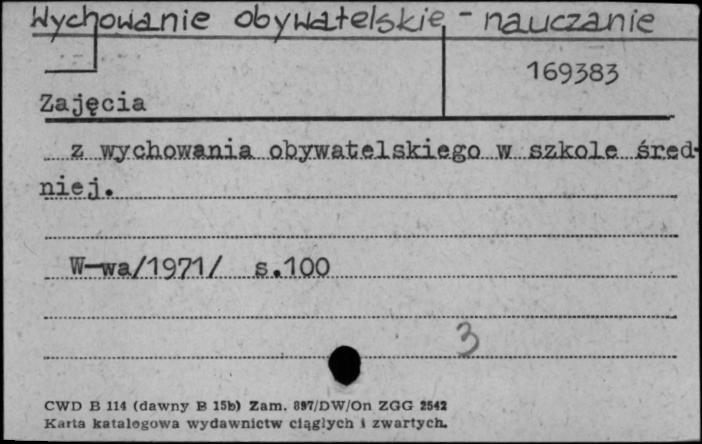 Wychowanie obywatelskie - nauczanie
169383
Zajęcia
z wychowania obywatelskiego w szkole śred-
niej.
W-wa/1971/ s.100
3
CWD B 114 (dawny B 15b) Zam. 897/DW/On ZGG 2542
Karta katalogowa wydawnictw ciągłych i zwartych.